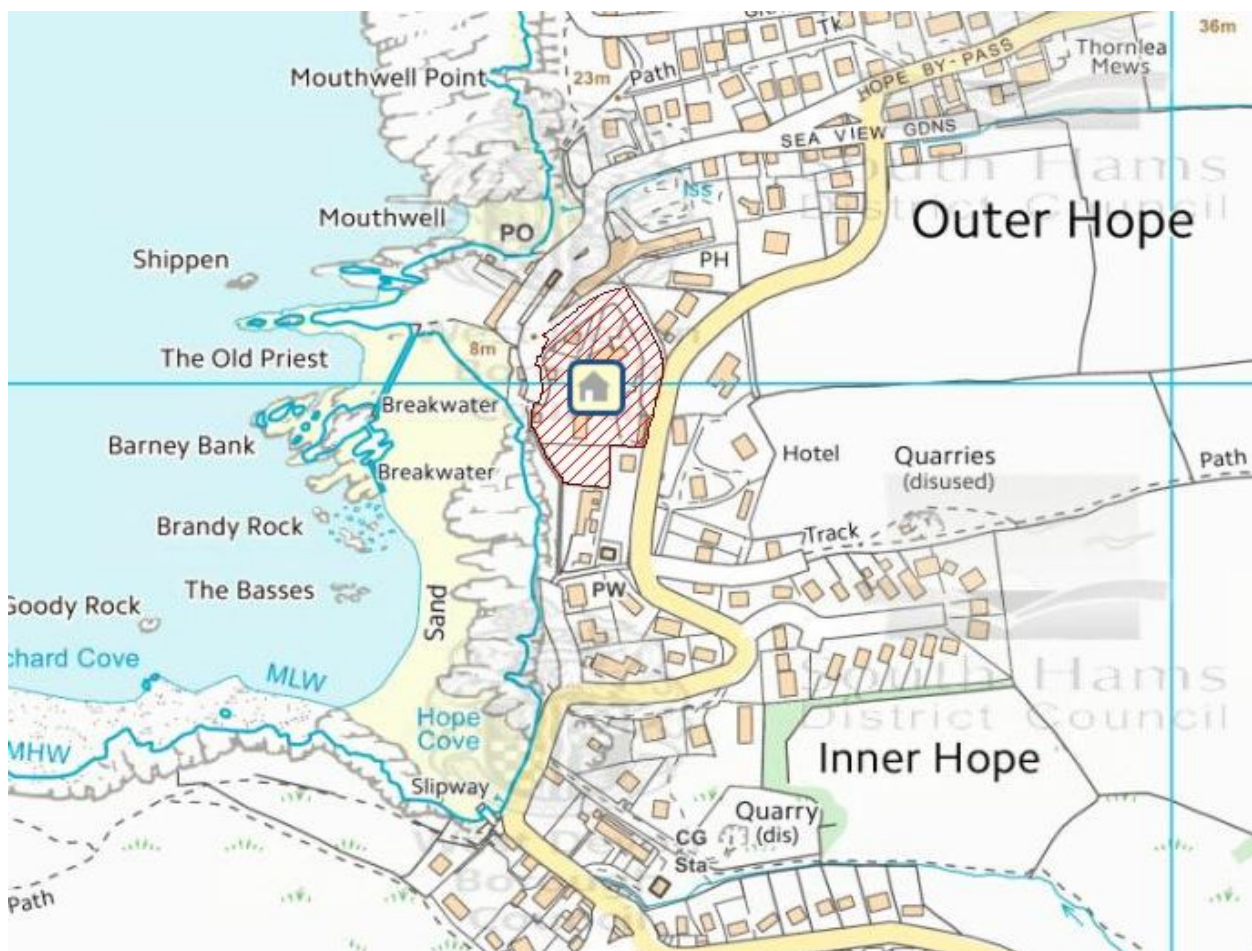 36m
Tk
Path
23m
Mouthwell Point
HOPE BY-PASS
Thornlea
Mews
SEA VIEW GDNS
South Hams
District Council
Iss
Outer Hope
Mouthwell
PO
PH
Shippen
The Old Priest
8m
Breakwater
Barney Bank
Breakwater
Hotel
Quarries
(disused)
Path
Brandy Rock
Track
The Basses
Goody Rock
Sand
PW
chard Cove
MLW
South Hams
District Council
MHW
Hope
Cove
Inner Hope
Slipway
Quarry
(dis)
CG
Sta
Path